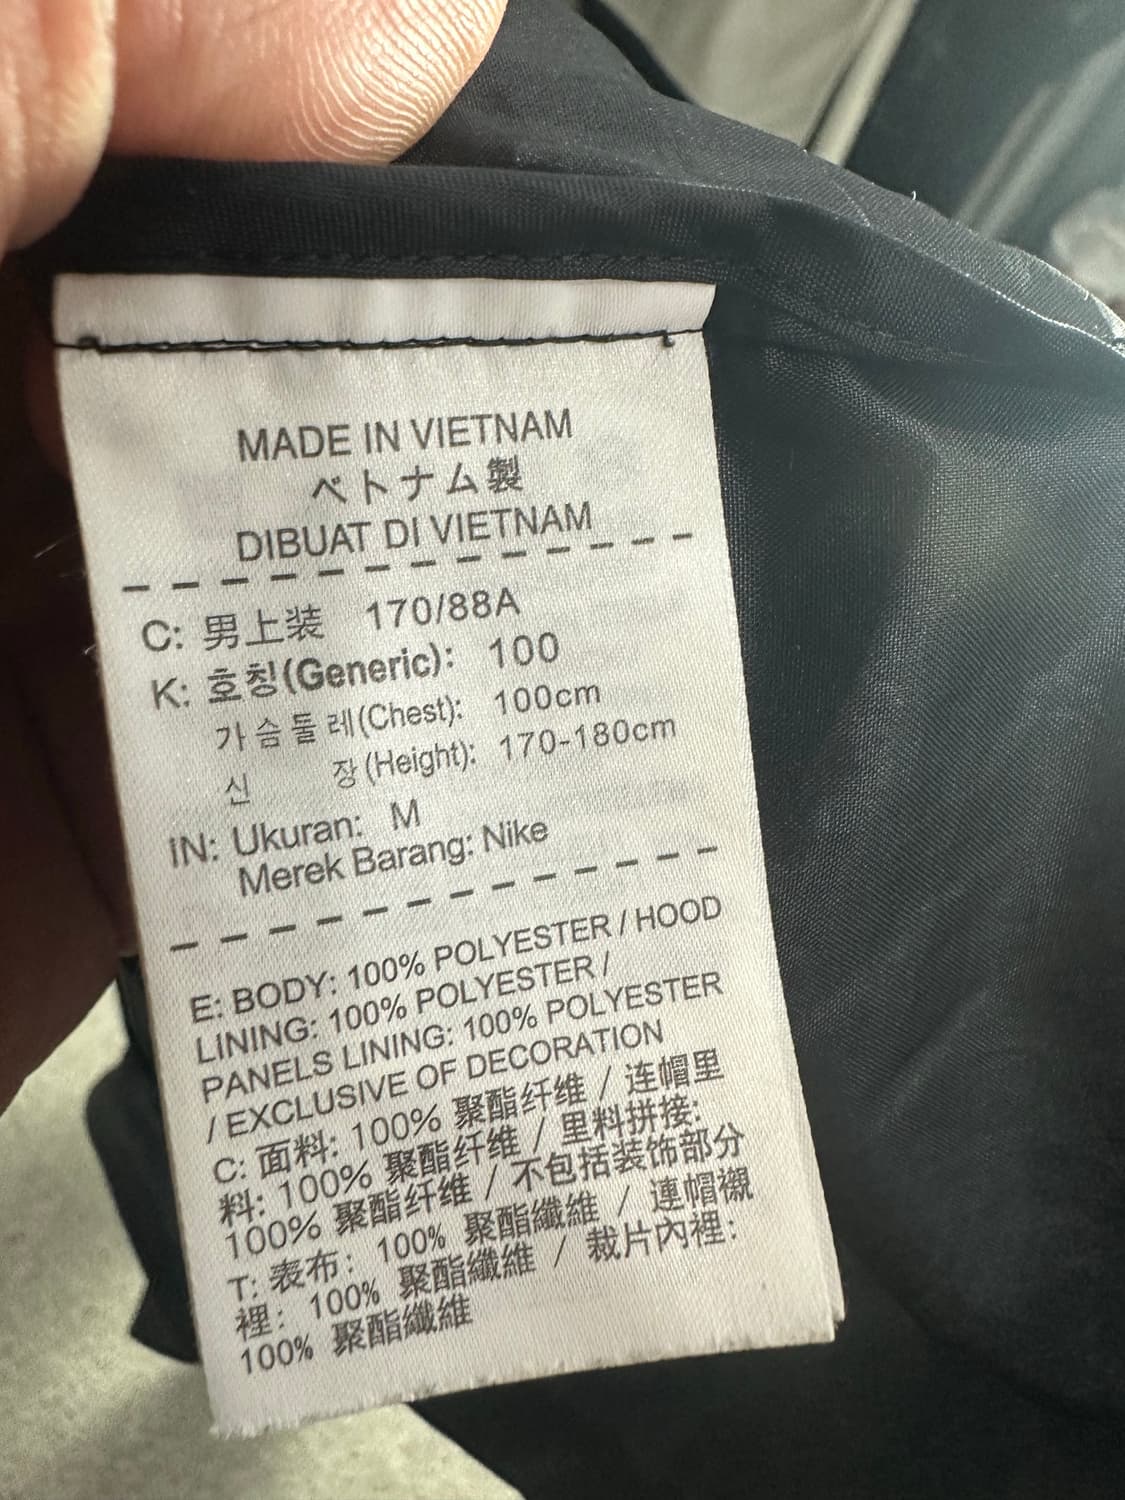 MADE IN VIETNAM
ベトナム製
DIBUAT DI VIETNAM
C: 男上装 170/88A
K: 호칭(Generic): 100
가슴둘레(Chest): 100cm
신 장(Height): 170-180cm
IN: Ukuran: M
Merek Barang: Nike
E: BODY: 100% POLYESTER / HOOD
LINING: 100% POLYESTER /
PANELS LINING: 100% POLYESTER
/ EXCLUSIVE OF DECORATION
C: 面料: 100% 聚酯纤维 / 连帽里
料: 100% 聚酯纤维 / 里料拼接:
100% 聚酯纤维 / 不包括装饰部分
T: 表布: 100% 聚酯纖維 / 連帽襯
裡: 100% 聚酯纖維 / 裁片內裡:
100% 聚酯纖維